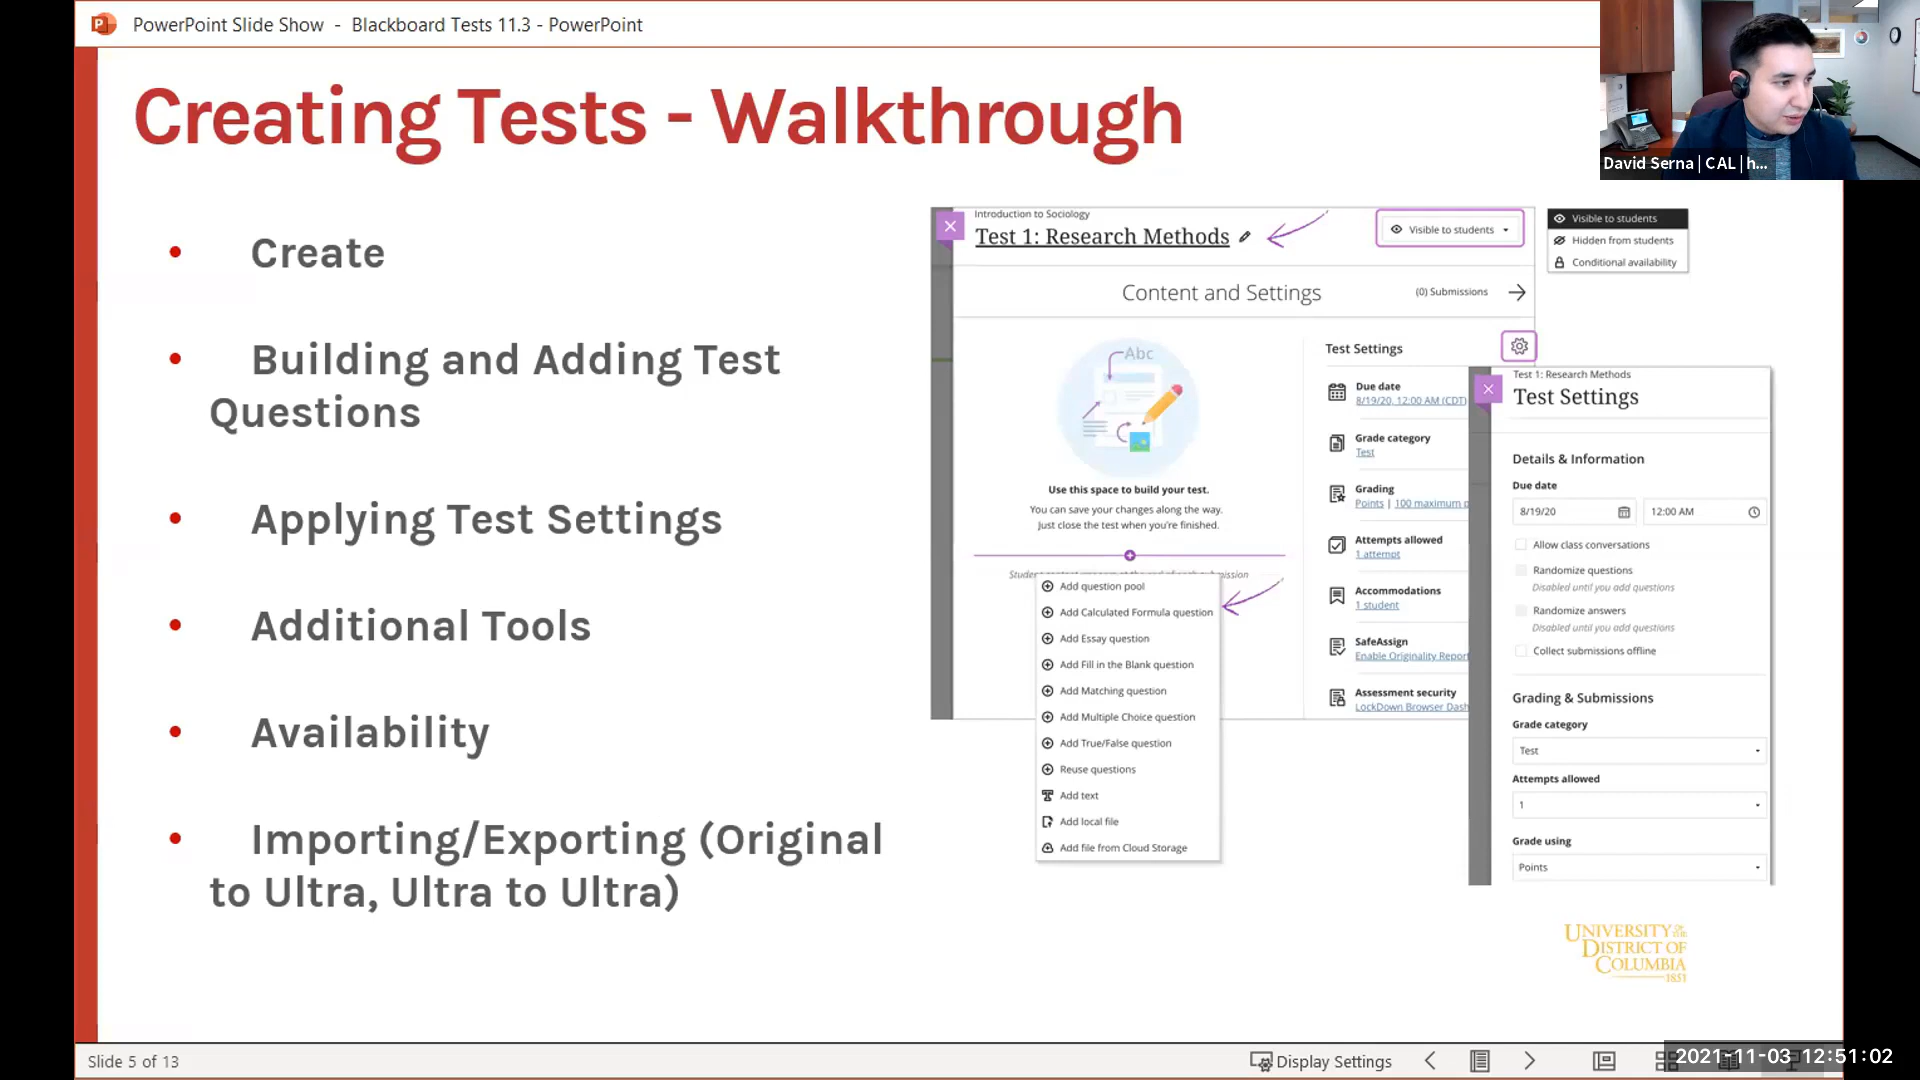 PowerPoint Slide Show - Blackboard Tests 11.3 - PowerPoint
David Serna | CAL | h...
Creating Tests - Walkthrough
• Create
• Building and Adding Test
Questions
• Applying Test Settings
• Additional Tools
• Availability
• Importing/Exporting (Original
to Ultra, Ultra to Ultra)
Introduction to Sociology
Test 1: Research Methods
Visible to students
Visible to students
Hidden from students
Conditional availability
Content and Settings
(0) Submissions
Abc
Use this space to build your test.
You can save your changes along the way.
Just close the test when you're finished.
Add question pool
Add Calculated Formula question
Add Essay question
Add Fill in the Blank question
Add Matching question
Add Multiple Choice question
Add True/False question
Reuse questions
Add text
Add local file
Add file from Cloud Storage
Test Settings
Due date
8/19/20, 12:00 AM (CDT)
Grade category
Test
Grading
Points | 100 maximum p
Attempts allowed
1 attempt
Accommodations
1 student
SafeAssign
Enable Originality Report
Assessment security
LockDown Browser Dash
Test 1: Research Methods
Test Settings
Details & Information
Due date
8/19/20
12:00 AM
Allow class conversations
Randomize questions
Disabled until you add questions
Randomize answers
Disabled until you add questions
Collect submissions offline
Grading & Submissions
Grade category
Test
Attempts allowed
1
Grade using
Points
UNIVERSITY OF THE
DISTRICT OF
COLUMBIA
1851
Slide 5 of 13
Display Settings
2021-11-03 12:51:02